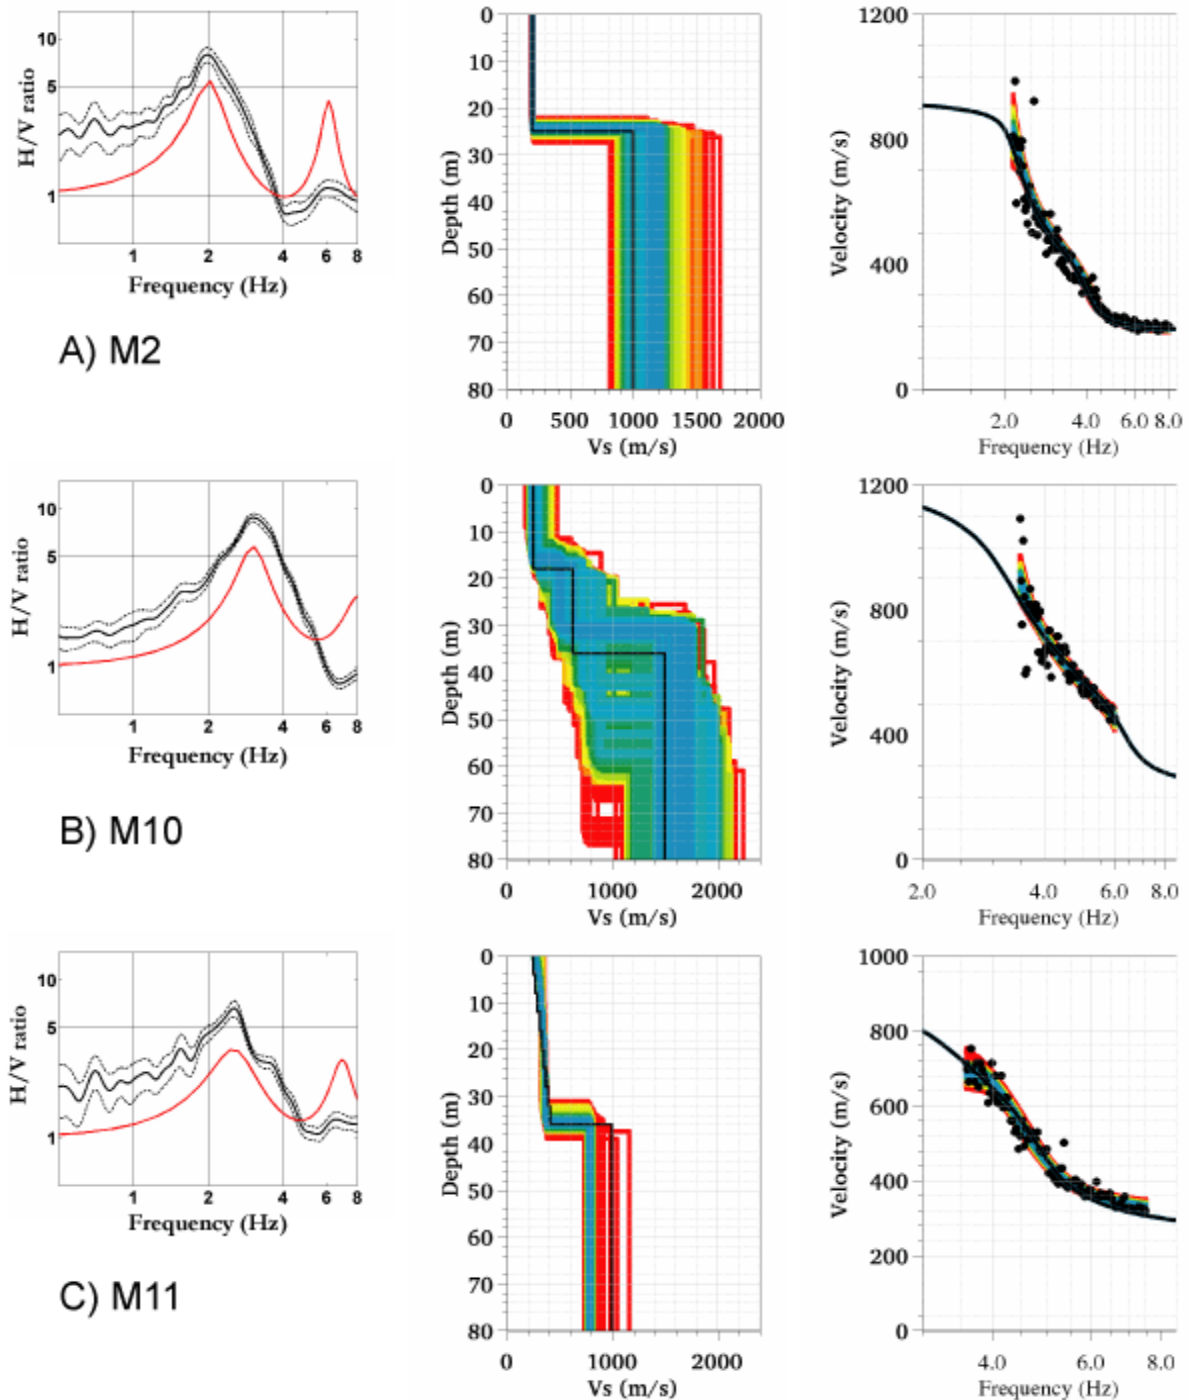 10
5
1
H/V ratio
1 2 4 6 8
Frequency (Hz)
A) M2
0
10
20
30
40
50
60
70
80
Depth (m)
0 500 1000 1500 2000
Vs (m/s)
1200
800
400
0
Velocity (m/s)
2.0 4.0 6.0 8.0
Frequency (Hz)
10
5
1
H/V ratio
1 2 4 6 8
Frequency (Hz)
B) M10
0
10
20
30
40
50
60
70
80
Depth (m)
0 1000 2000
Vs (m/s)
1200
800
400
0
Velocity (m/s)
2.0 4.0 6.0 8.0
Frequency (Hz)
10
5
1
H/V ratio
1 2 4 6 8
Frequency (Hz)
C) M11
0
10
20
30
40
50
60
70
80
Depth (m)
0 1000 2000
Vs (m/s)
1000
800
600
400
200
0
Velocity (m/s)
4.0 6.0 8.0
Frequency (Hz)